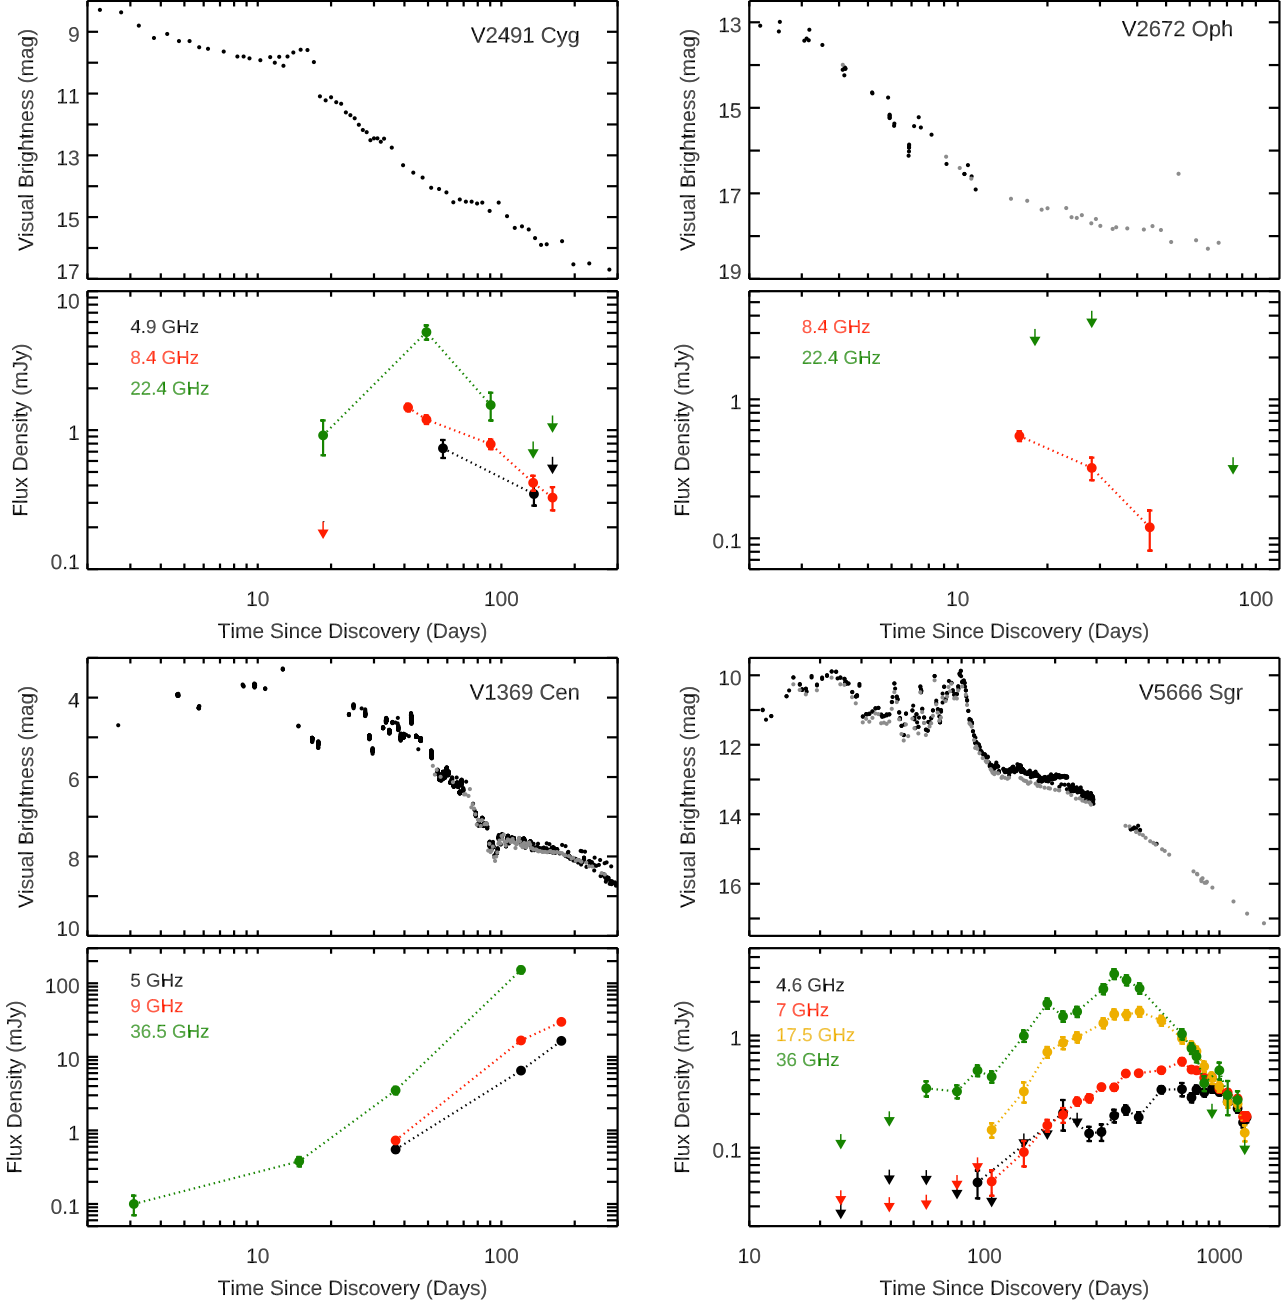 V2491 Cyg
Visual Brightness (mag)
9
11
13
15
17
4.9 GHz
8.4 GHz
22.4 GHz
Flux Density (mJy)
10
1
0.1
10 100
Time Since Discovery (Days)
V2672 Oph
Visual Brightness (mag)
13
15
17
19
8.4 GHz
22.4 GHz
Flux Density (mJy)
1
0.1
10 100
Time Since Discovery (Days)
V1369 Cen
Visual Brightness (mag)
4
6
8
10
5 GHz
9 GHz
36.5 GHz
Flux Density (mJy)
100
10
1
0.1
10 100
Time Since Discovery (Days)
V5666 Sgr
Visual Brightness (mag)
10
12
14
16
4.6 GHz
7 GHz
17.5 GHz
36 GHz
Flux Density (mJy)
1
0.1
10 100 1000
Time Since Discovery (Days)